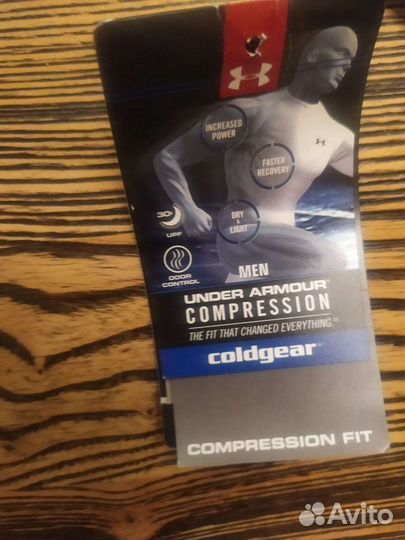 INCREASED
POWER
FASTER
RECOVERY
DRY
&
LIGHT
30+
UPF
ODOR
CONTROL
MEN
UNDER ARMOUR®
COMPRESSION
THE FIT THAT CHANGED EVERYTHING.™
coldgear®
COMPRESSION FIT
Avito